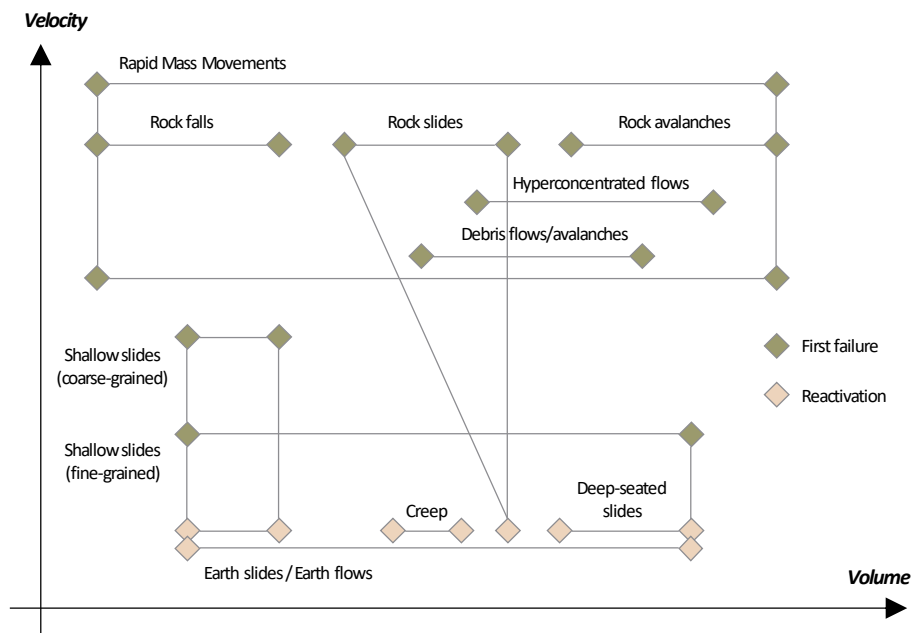 Velocity
Rapid Mass Movements
Rock falls
Rock slides
Rock avalanches
Hyperconcentrated flows
Debris flows/avalanches
Shallow slides
(coarse-grained)
First failure
Reactivation
Shallow slides
(fine-grained)
Creep
Deep-seated
slides
Earth slides / Earth flows
Volume